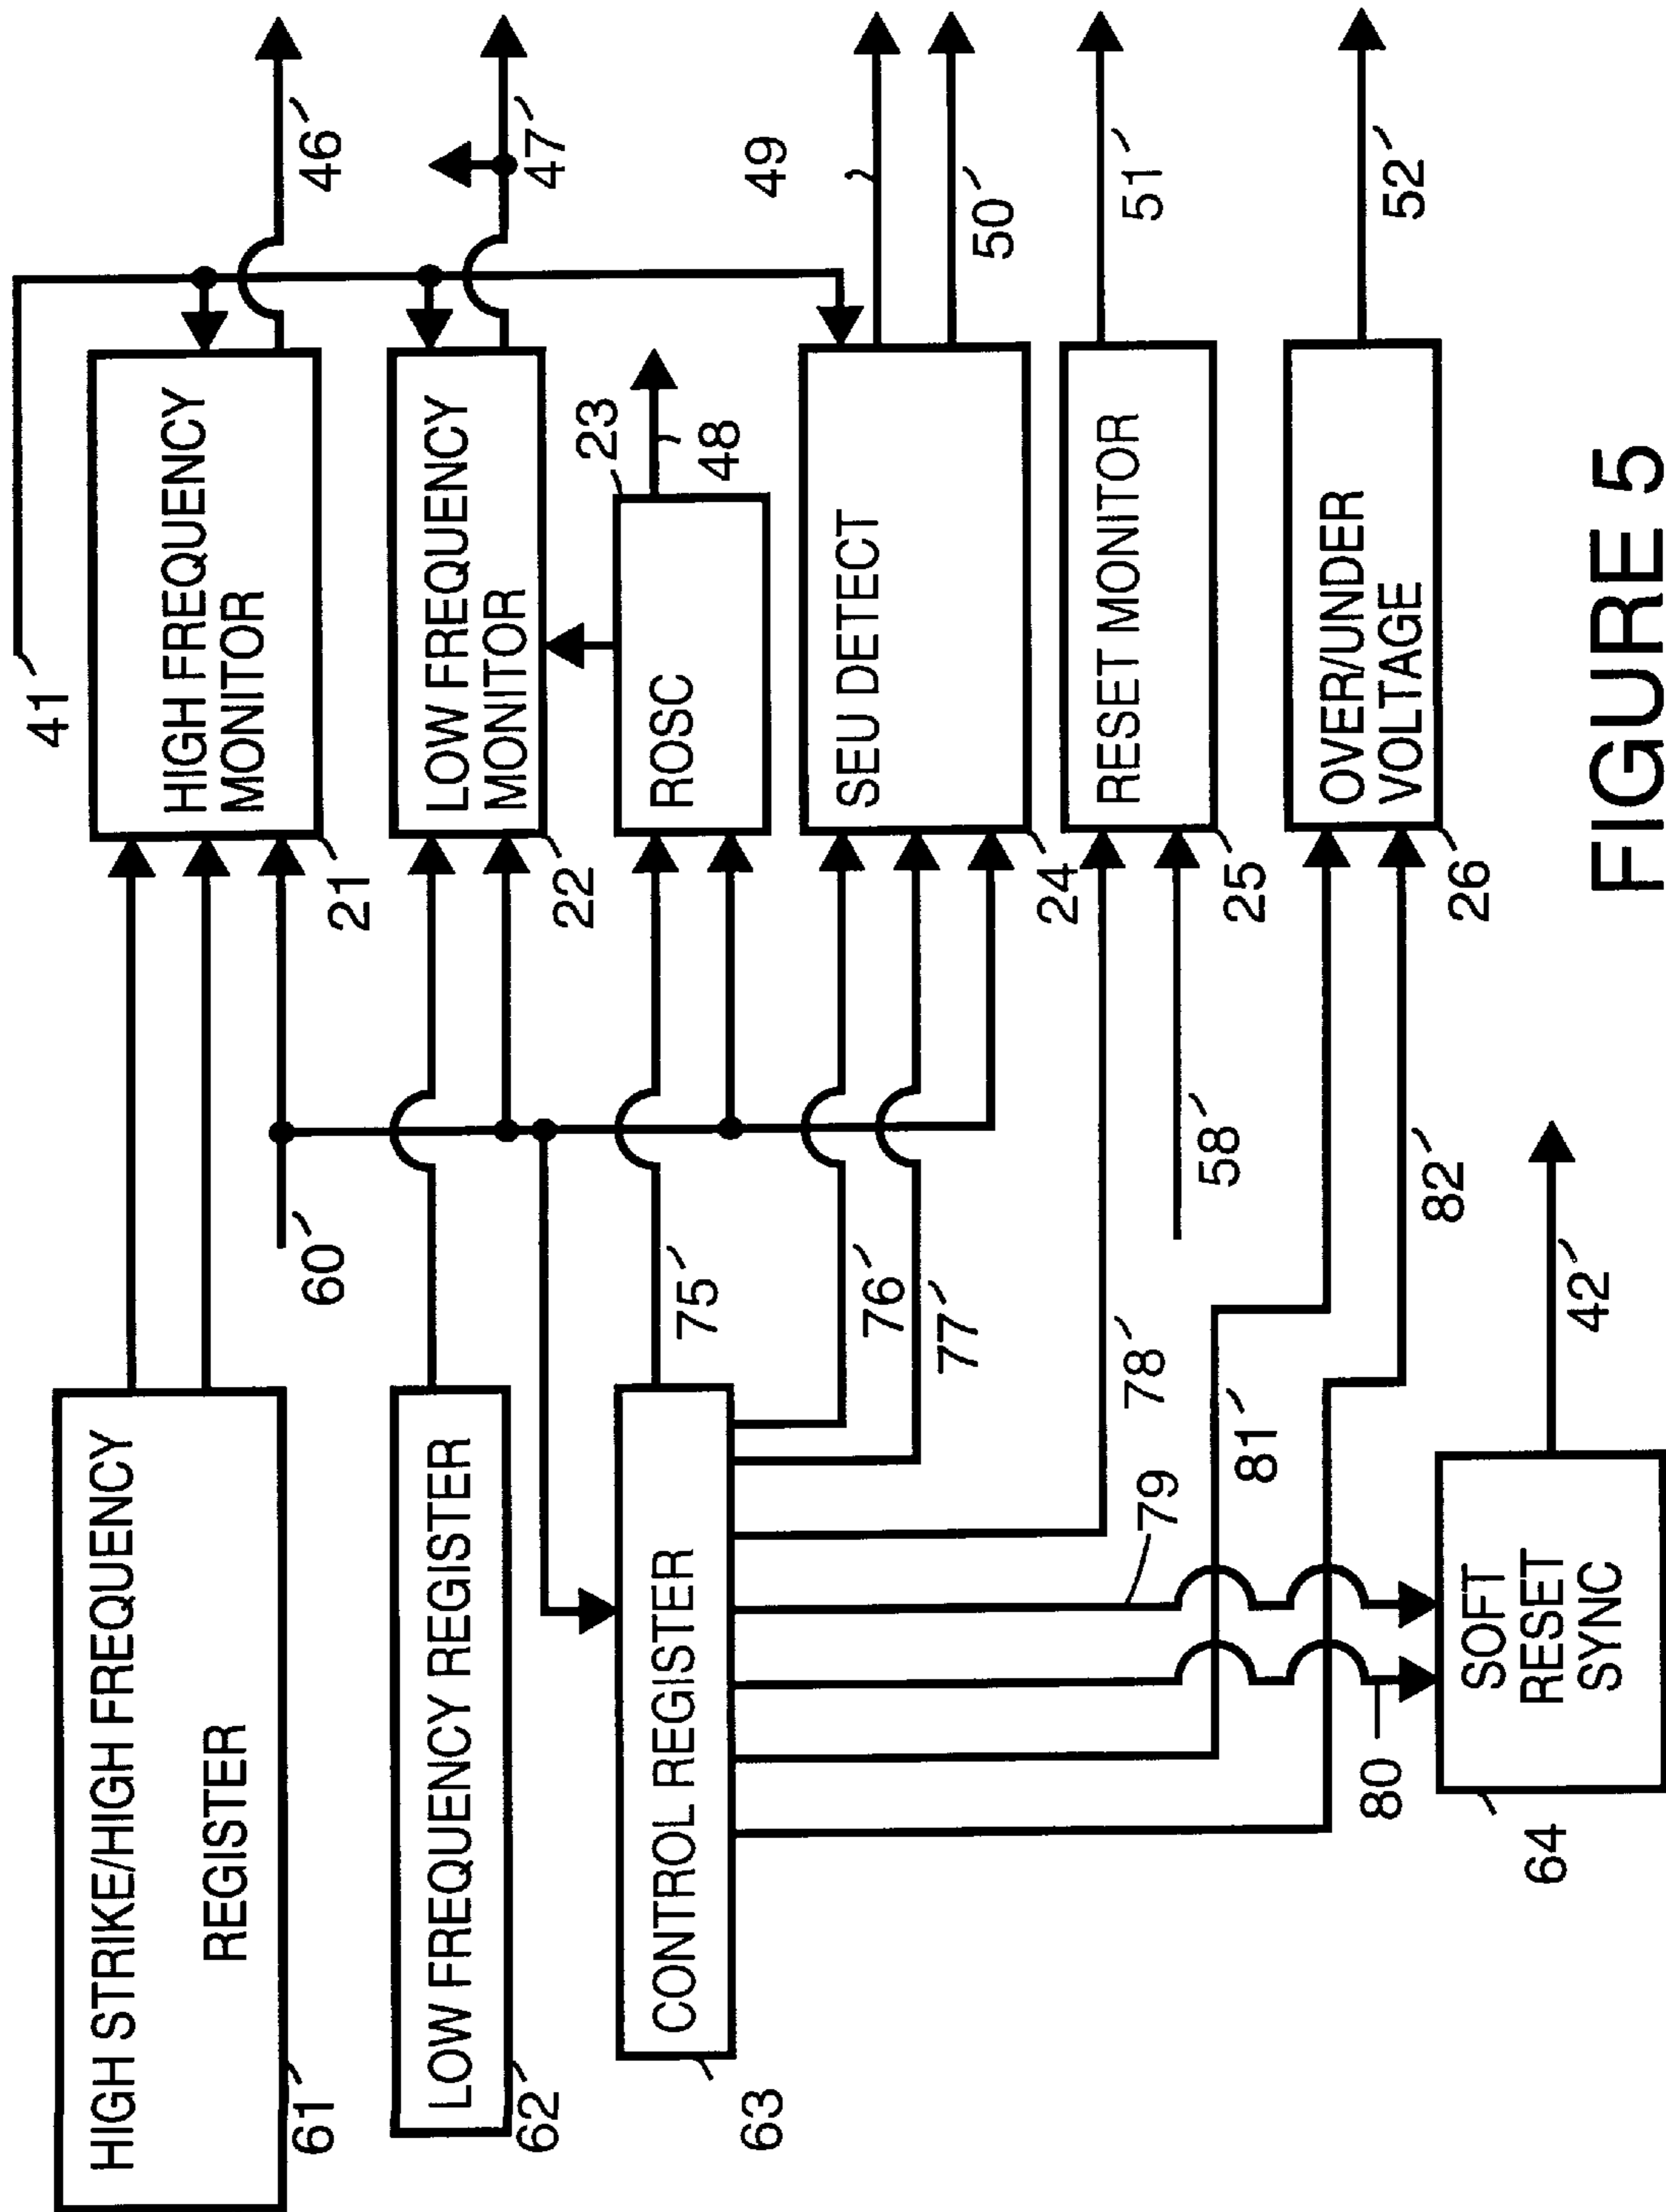 41
HIGH STRIKE/HIGH FREQUENCY
REGISTER
61
HIGH FREQUENCY
MONITOR
21
46
60
LOW FREQUENCY REGISTER
62
LOW FREQUENCY
MONITOR
22
47
CONTROL REGISTER
63
75
ROSC
23
48
76
77
SEU DETECT
24
49
50
78
RESET MONITOR
25
51
58
79
81
82
OVER/UNDER
VOLTAGE
26
52
80
SOFT
RESET
SYNC
64
42
FIGURE 5